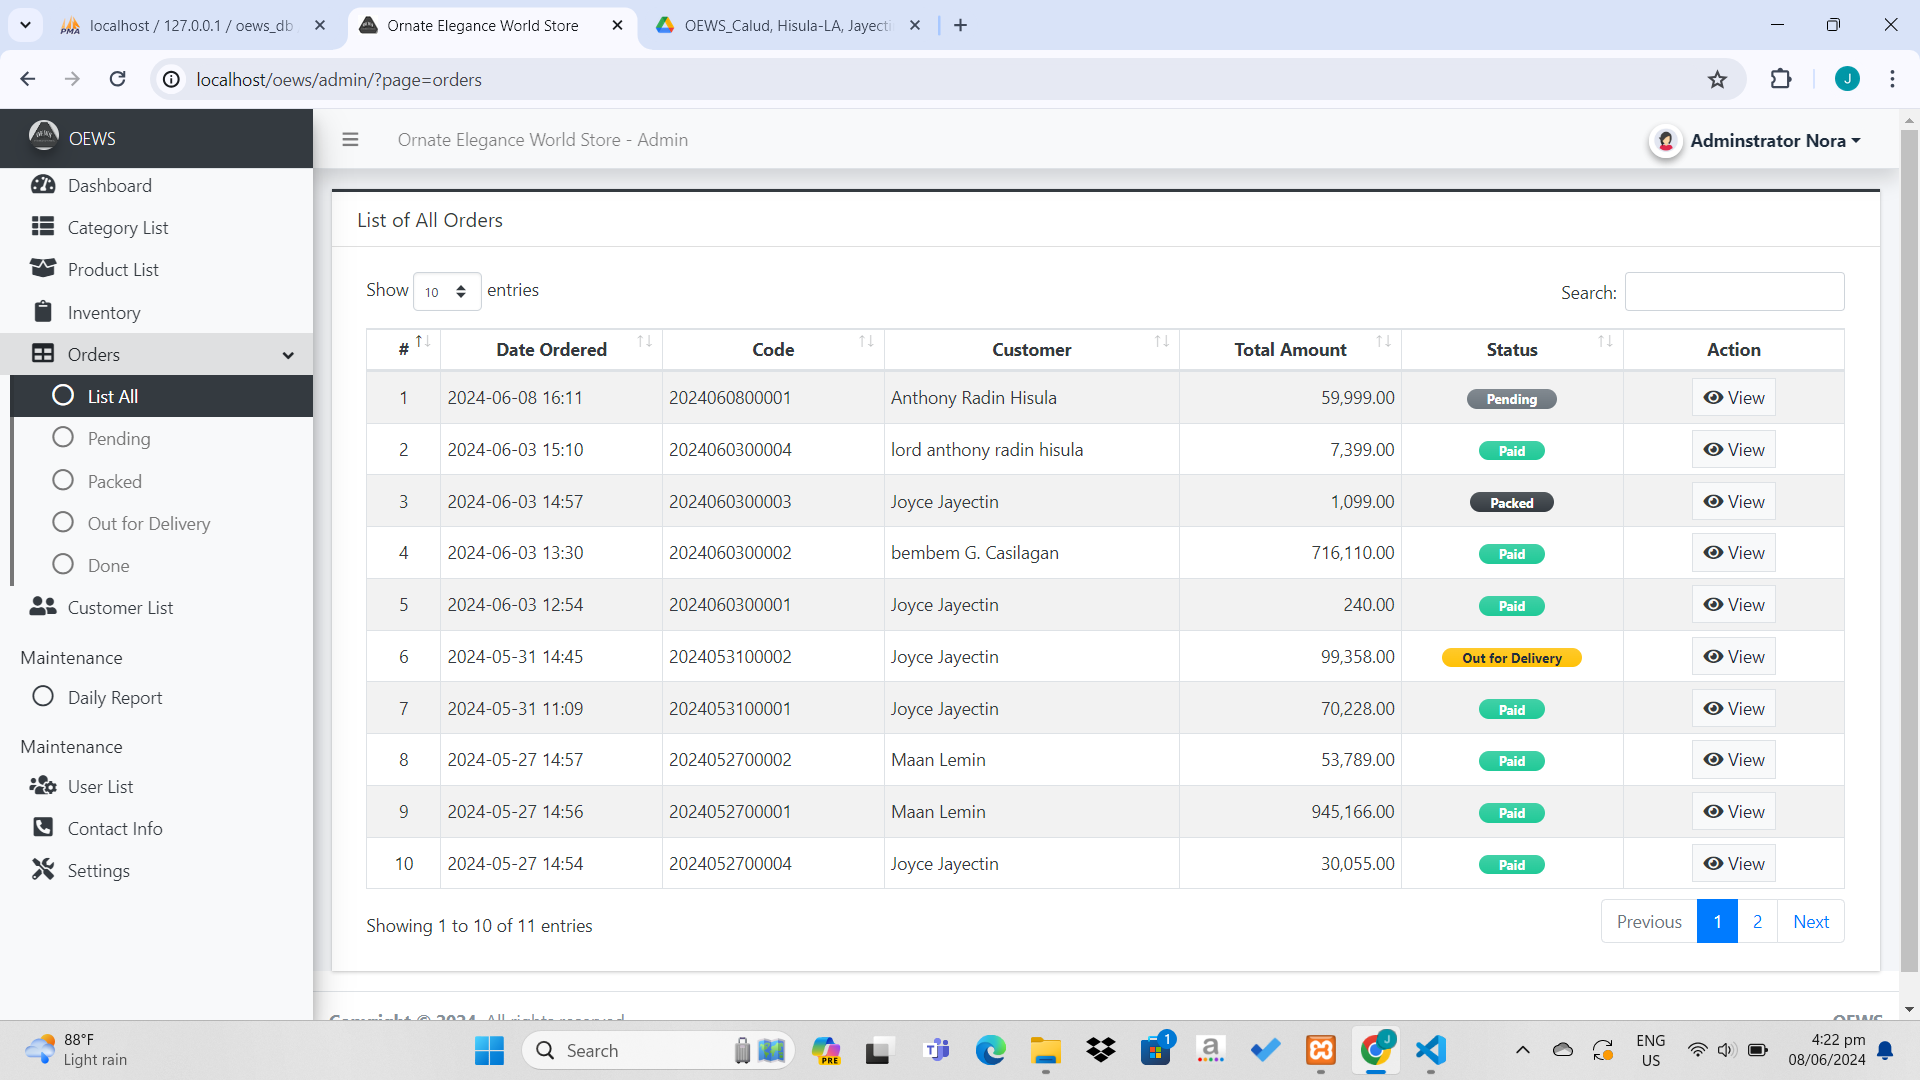 localhost / 127.0.0.1 / oews_db
Ornate Elegance World Store
OEWS_Calud, Hisula-LA, Jayecti
localhost/oews/admin/?page=orders
J
OEWS
Ornate Elegance World Store - Admin
Adminstrator Nora
Dashboard
Category List
Product List
Inventory
Orders
List All
Pending
Packed
Out for Delivery
Done
Customer List
Maintenance
Daily Report
Maintenance
User List
Contact Info
Settings
List of All Orders
Show 10 entries
Search:
# Date Ordered Code Customer Total Amount Status Action
1 2024-06-08 16:11 2024060800001 Anthony Radin Hisula 59,999.00 Pending View
2 2024-06-03 15:10 2024060300004 lord anthony radin hisula 7,399.00 Paid View
3 2024-06-03 14:57 2024060300003 Joyce Jayectin 1,099.00 Packed View
4 2024-06-03 13:30 2024060300002 bembem G. Casilagan 716,110.00 Paid View
5 2024-06-03 12:54 2024060300001 Joyce Jayectin 240.00 Paid View
6 2024-05-31 14:45 2024053100002 Joyce Jayectin 99,358.00 Out for Delivery View
7 2024-05-31 11:09 2024053100001 Joyce Jayectin 70,228.00 Paid View
8 2024-05-27 14:57 2024052700002 Maan Lemin 53,789.00 Paid View
9 2024-05-27 14:56 2024052700001 Maan Lemin 945,166.00 Paid View
10 2024-05-27 14:54 2024052700004 Joyce Jayectin 30,055.00 Paid View
Showing 1 to 10 of 11 entries
Previous 1 2 Next
Copyright © 2024. All rights reserved.
OEWS
88°F
Light rain
Search
PRE
1
J
ENG
US
4:22 pm
08/06/2024